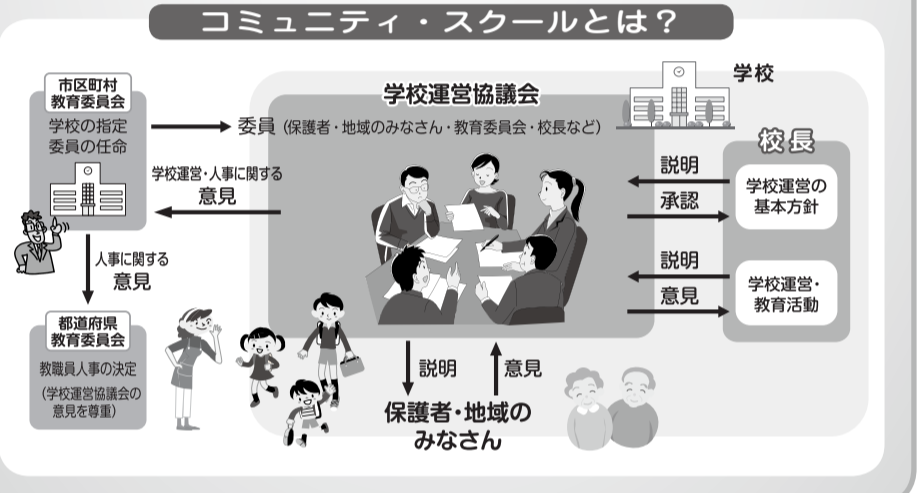 コミュニティ・スクールとは？
市区町村
教育委員会
学校の指定
委員の任命
学校運営協議会
委員（保護者・地域のみなさん・教育委員会・校長など）
学校
学校運営・人事に関する
意見
校長
説明
承認
学校運営の
基本方針
説明
意見
学校運営・
教育活動
人事に関する
意見
都道府県
教育委員会
教職員人事の決定
（学校運営協議会の
意見を尊重）
説明
意見
保護者・地域の
みなさん